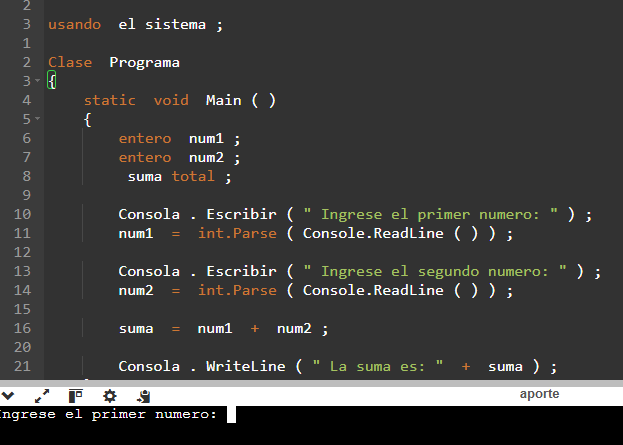 2
3 usando el sistema ;
1
2 Clase Programa
3 {
4 static void Main ( )
5 {
6 entero num1 ;
7 entero num2 ;
8 suma total ;
9
10 Consola . Escribir ( " Ingrese el primer numero: " ) ;
11 num1 = int.Parse ( Console.ReadLine ( ) ) ;
12
13 Consola . Escribir ( " Ingrese el segundo numero: " ) ;
14 num2 = int.Parse ( Console.ReadLine ( ) ) ;
15
16 suma = num1 + num2 ;
20
21 Consola . WriteLine ( " La suma es: " + suma ) ;
aporte
Ingrese el primer numero: